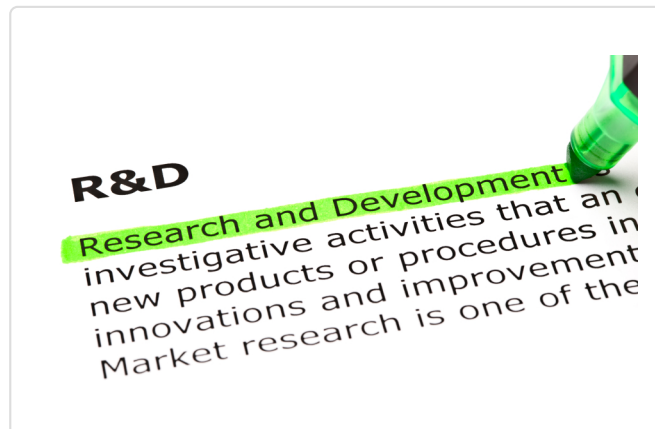 R&D
Research and Development
investigative activities that an
new products or procedures in
innovations and improvement
Market research is one of the